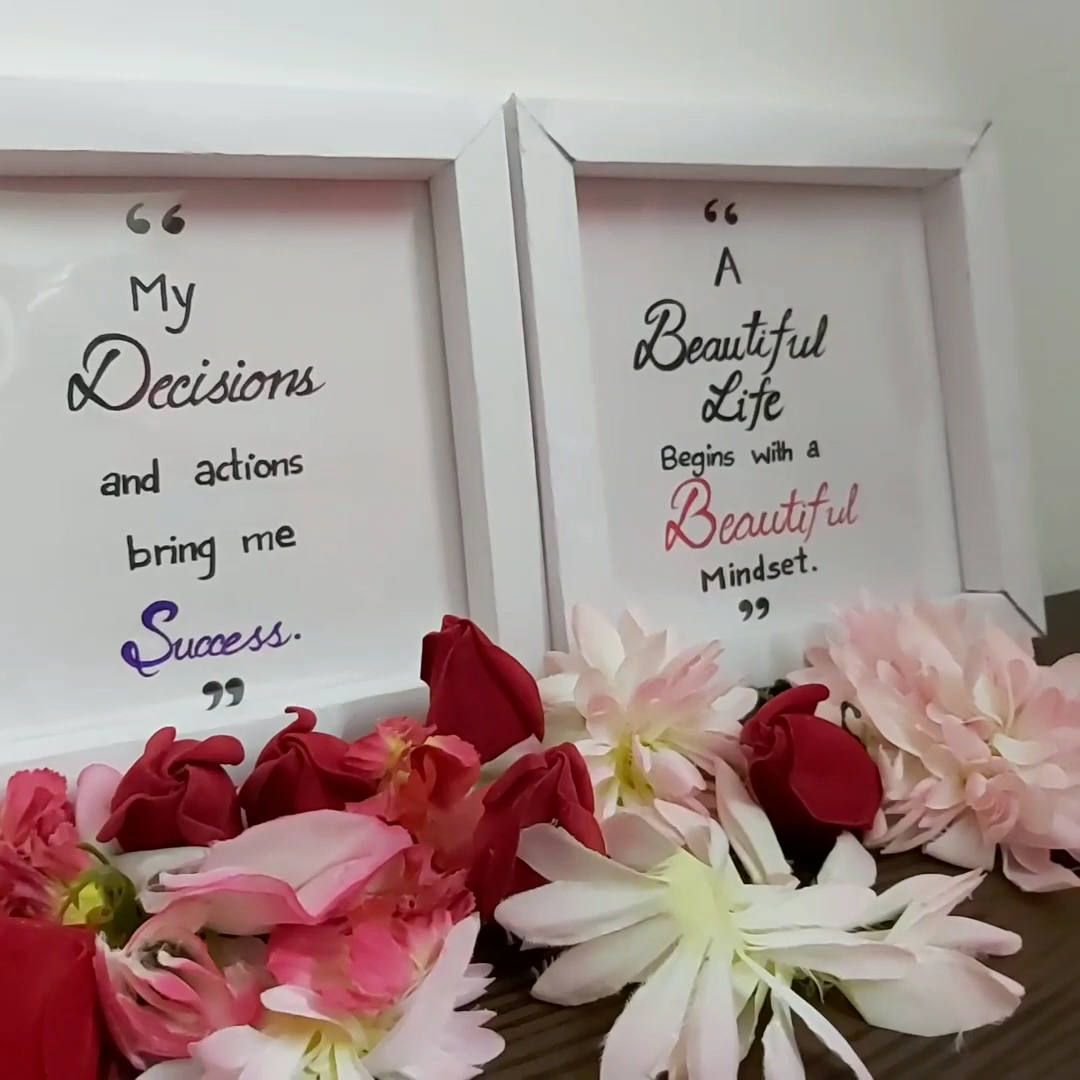 “
My
Decisions
and actions
bring me
Success.
”
“
A
Beautiful
Life
Begins with a
Beautiful
Mindset.
”